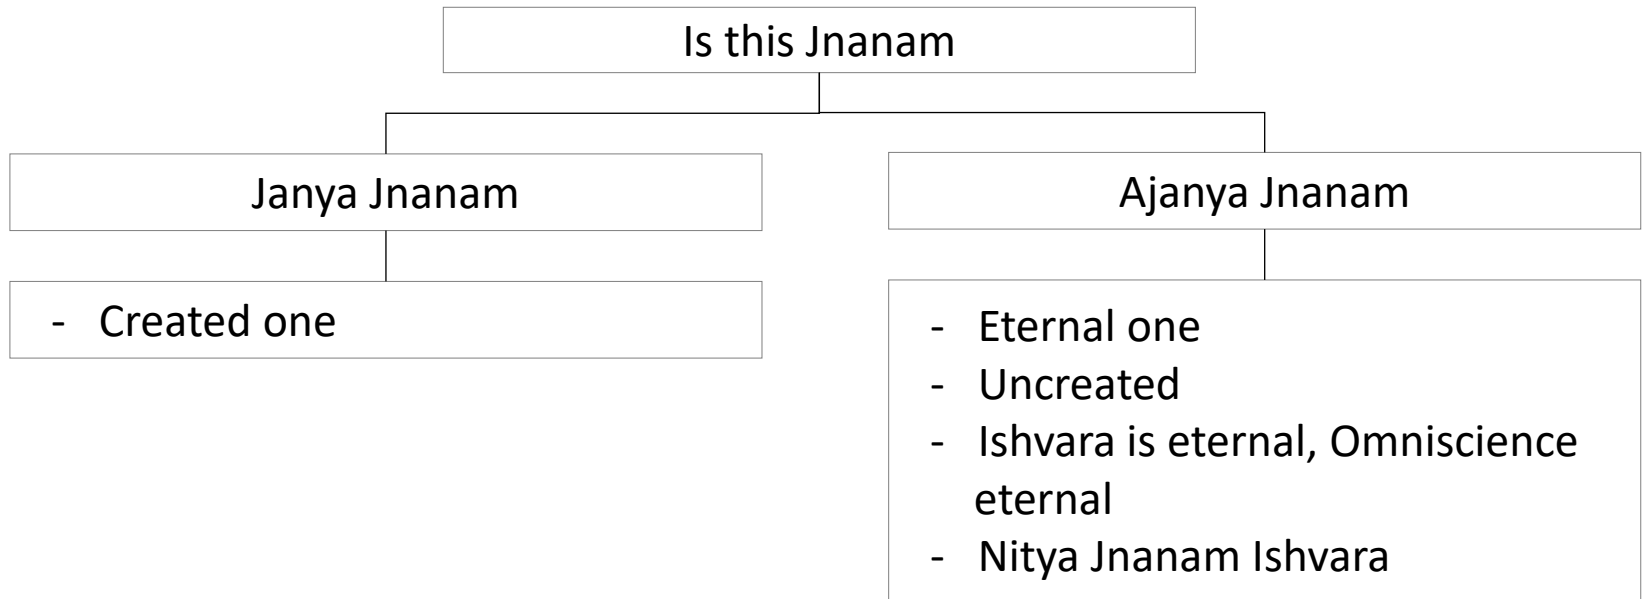 Is this Jnanam
Janya Jnanam
Ajanya Jnanam
- Created one
- Eternal one
- Uncreated
- Ishvara is eternal, Omniscience
eternal
- Nitya Jnanam Ishvara